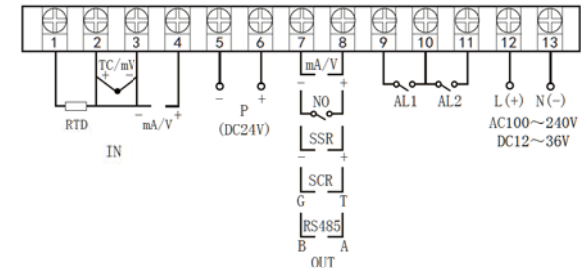 1 2 3 4 5 6 7 8 9 10 11 12 13
TC/mV
+ -
RTD
- mA/V +
IN
- +
P
(DC24V)
mA/V
- +
NO
SSR
- +
SCR
G T
RS485
B A
OUT
AL1 AL2
L(+) N(-)
AC100~240V
DC12~36V